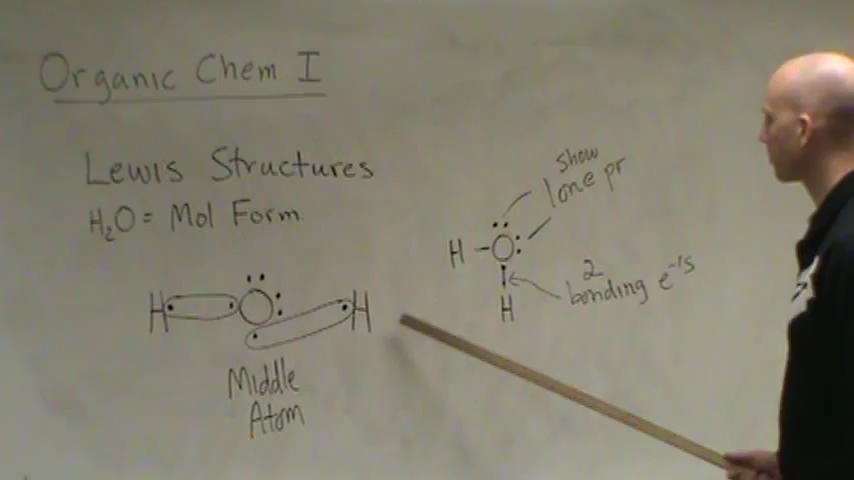 Organic Chem I
Lewis Structures
H₂O = Mol Form.
H O H
Middle
Atom
show
lone pr
H - O
H
2
bonding e⁻'s